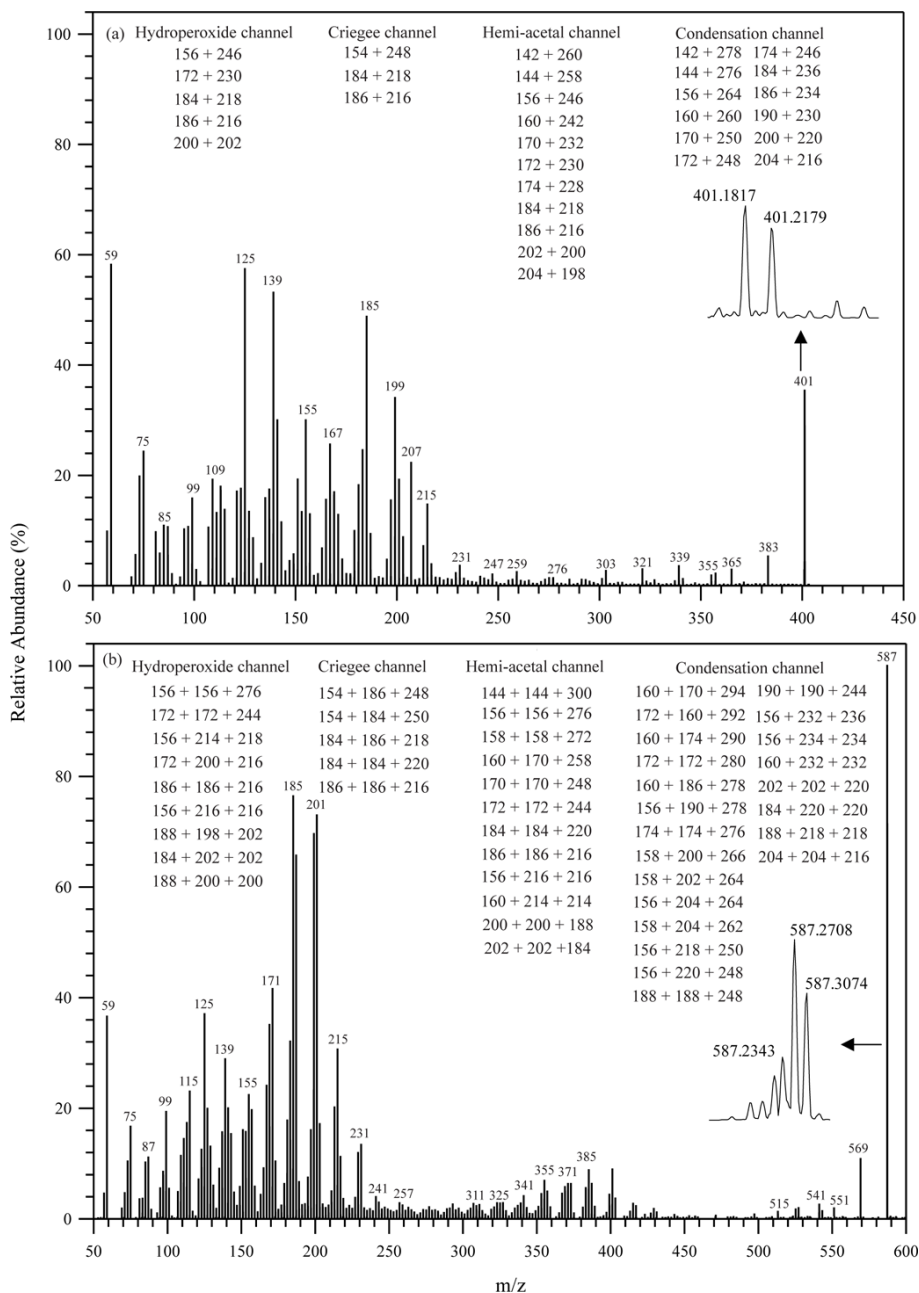 (a)
Hydroperoxide channel
156 + 246
172 + 230
184 + 218
186 + 216
200 + 202
Criegee channel
154 + 248
184 + 218
186 + 216
Hemi-acetal channel
142 + 260
144 + 258
156 + 246
160 + 242
170 + 232
172 + 230
174 + 228
184 + 218
186 + 216
202 + 200
204 + 198
Condensation channel
142 + 278 174 + 246
144 + 276 184 + 236
156 + 264 186 + 234
160 + 260 190 + 230
170 + 250 200 + 220
172 + 248 204 + 216
401.1817
401.2179
100
80
60
40
20
0
59
75
85
99
109
125
139
155
167
185
199
207
215
231
247
259
276
303
321
339
355
365
383
401
50 100 150 200 250 300 350 400 450
Relative Abundance (%)
(b)
Hydroperoxide channel
156 + 156 + 276
172 + 172 + 244
156 + 214 + 218
172 + 200 + 216
186 + 186 + 216
156 + 216 + 216
188 + 198 + 202
184 + 202 + 202
188 + 200 + 200
Criegee channel
154 + 186 + 248
154 + 184 + 250
184 + 186 + 218
184 + 184 + 220
186 + 186 + 216
Hemi-acetal channel
144 + 144 + 300
156 + 156 + 276
158 + 158 + 272
160 + 170 + 258
170 + 170 + 248
172 + 172 + 244
184 + 184 + 220
186 + 186 + 216
156 + 216 + 216
160 + 214 + 214
200 + 200 + 188
202 + 202 +184
Condensation channel
160 + 170 + 294 190 + 190 + 244
172 + 160 + 292 156 + 232 + 236
160 + 174 + 290 156 + 234 + 234
172 + 172 + 280 160 + 232 + 232
160 + 186 + 278 202 + 202 + 220
156 + 190 + 278 184 + 220 + 220
174 + 174 + 276 188 + 218 + 218
158 + 200 + 266 204 + 204 + 216
158 + 202 + 264
156 + 204 + 264
158 + 204 + 262
156 + 218 + 250
156 + 220 + 248
188 + 188 + 248
587.2708
587.3074
587.2343
100
80
60
40
20
0
59
75
87
99
115
125
139
155
171
185
201
215
231
241
257
311
325
341
355
371
385
515
541
551
569
587
50 100 150 200 250 300 350 400 450 500 550 600
m/z